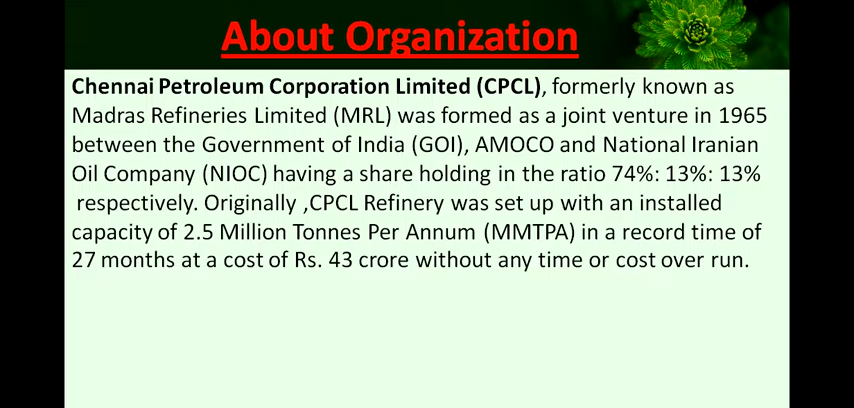 About Organization
Chennai Petroleum Corporation Limited (CPCL), formerly known as
Madras Refineries Limited (MRL) was formed as a joint venture in 1965
between the Government of India (GOI), AMOCO and National Iranian
Oil Company (NIOC) having a share holding in the ratio 74%: 13%: 13%
respectively. Originally ,CPCL Refinery was set up with an installed
capacity of 2.5 Million Tonnes Per Annum (MMTPA) in a record time of
27 months at a cost of Rs. 43 crore without any time or cost over run.